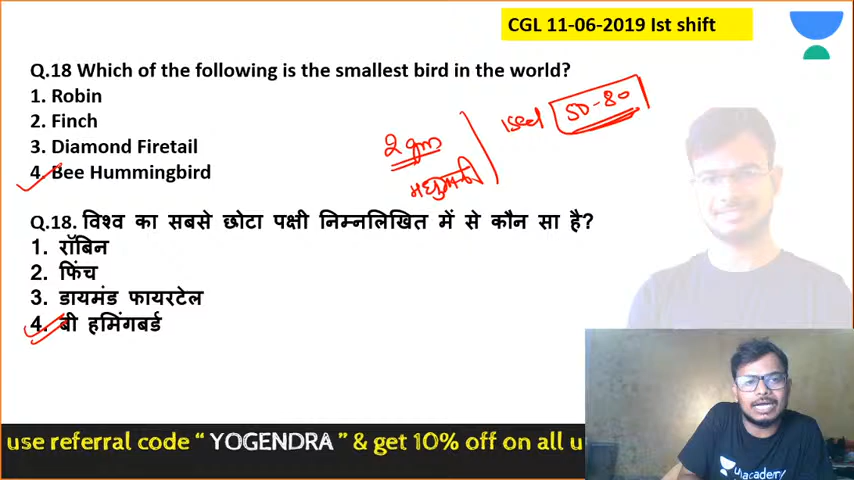 CGL 11-06-2019 Ist shift
Q.18 Which of the following is the smallest bird in the world?
1. Robin
2. Finch
3. Diamond Firetail
4. Bee Hummingbird
2 gm
1sec
50-80
Q.18. विश्व का सबसे छोटा पक्षी निम्नलिखित में से कौन सा है?
1. रॉबिन
2. फिंच
3. डायमंड फायरटेल
4. बी हमिंगबर्ड
use referral code “ YOGENDRA ” & get 10% off on all u
unacademy